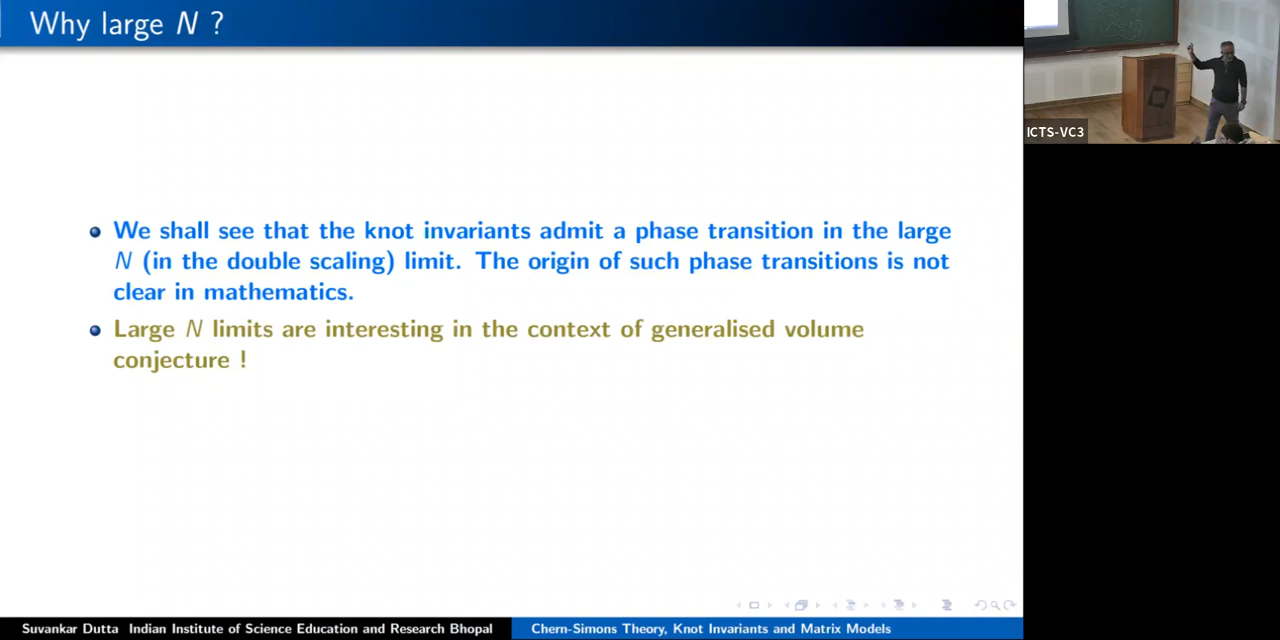 Why large N ?
We shall see that the knot invariants admit a phase transition in the large
N (in the double scaling) limit. The origin of such phase transitions is not
clear in mathematics.
Large N limits are interesting in the context of generalised volume
conjecture !
ICTS-VC3
Suvankar Dutta Indian Institute of Science Education and Research Bhopal
Chern-Simons Theory, Knot Invariants and Matrix Models